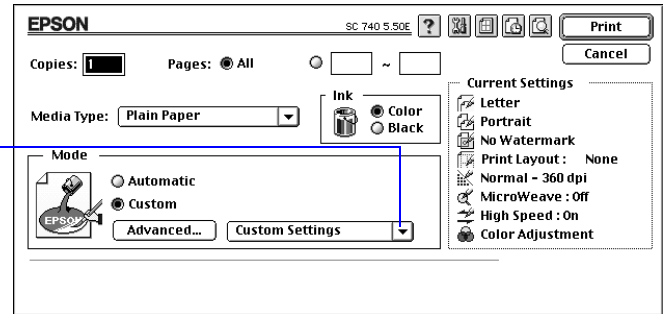 EPSON
SC 740 5.50E
?
Print
Copies: 1
Pages: All
~
Cancel
Media Type: Plain Paper
Ink
Color
Black
Current Settings
Letter
Portrait
No Watermark
Print Layout : None
Normal - 360 dpi
MicroWeave : Off
High Speed : On
Color Adjustment
Mode
Automatic
Custom
EPSON
Advanced...
Custom Settings